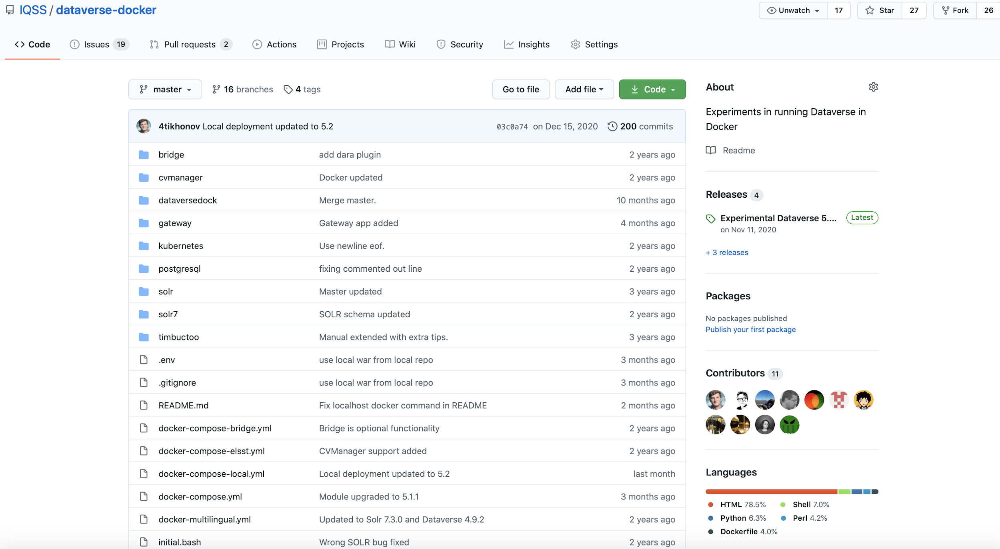 IQSS / dataverse-docker
Unwatch 17
Star 27
Fork 26
Code
Issues 19
Pull requests 2
Actions
Projects
Wiki
Security
Insights
Settings
master
16 branches
4 tags
Go to file
Add file
Code
4tikhonov Local deployment updated to 5.2
03c0a74 on Dec 15, 2020
200 commits
bridge add dara plugin 2 years ago
cvmanager Docker updated 2 years ago
dataversedock Merge master. 10 months ago
gateway Gateway app added 4 months ago
kubernetes Use newline eof. 2 years ago
postgresql fixing commented out line 2 years ago
solr Master updated 3 years ago
solr7 SOLR schema updated 2 years ago
timbuctoo Manual extended with extra tips. 3 years ago
.env use local war from local repo 3 months ago
.gitignore use local war from local repo 3 months ago
README.md Fix localhost docker command in README 2 months ago
docker-compose-bridge.yml Bridge is optional functionality 2 years ago
docker-compose-elsst.yml CVManager support added 2 years ago
docker-compose-local.yml Local deployment updated to 5.2 last month
docker-compose.yml Module upgraded to 5.1.1 3 months ago
docker-multilingual.yml Updated to Solr 7.3.0 and Dataverse 4.9.2 2 years ago
initial.bash Wrong SOLR bug fixed 2 years ago
About
Experiments in running Dataverse in
Docker
Readme
Releases 4
Experimental Dataverse 5.... Latest
on Nov 11, 2020
+ 3 releases
Packages
No packages published
Publish your first package
Contributors 11
Languages
HTML 78.5% Shell 7.0%
Python 6.3% Perl 4.2%
Dockerfile 4.0%